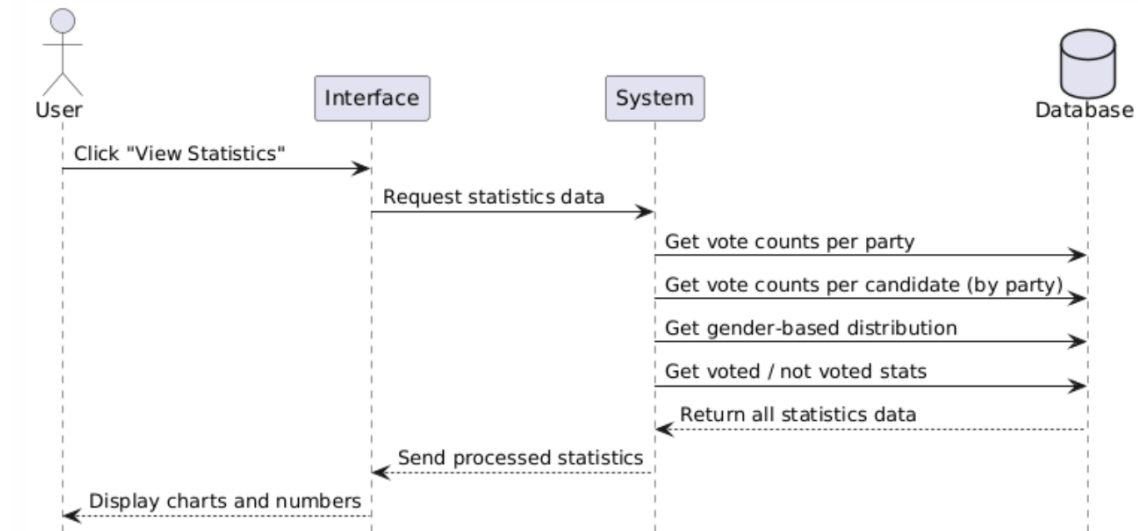 User
Interface
System
Database
Click "View Statistics"
Request statistics data
Get vote counts per party
Get vote counts per candidate (by party)
Get gender-based distribution
Get voted / not voted stats
Return all statistics data
Send processed statistics
Display charts and numbers